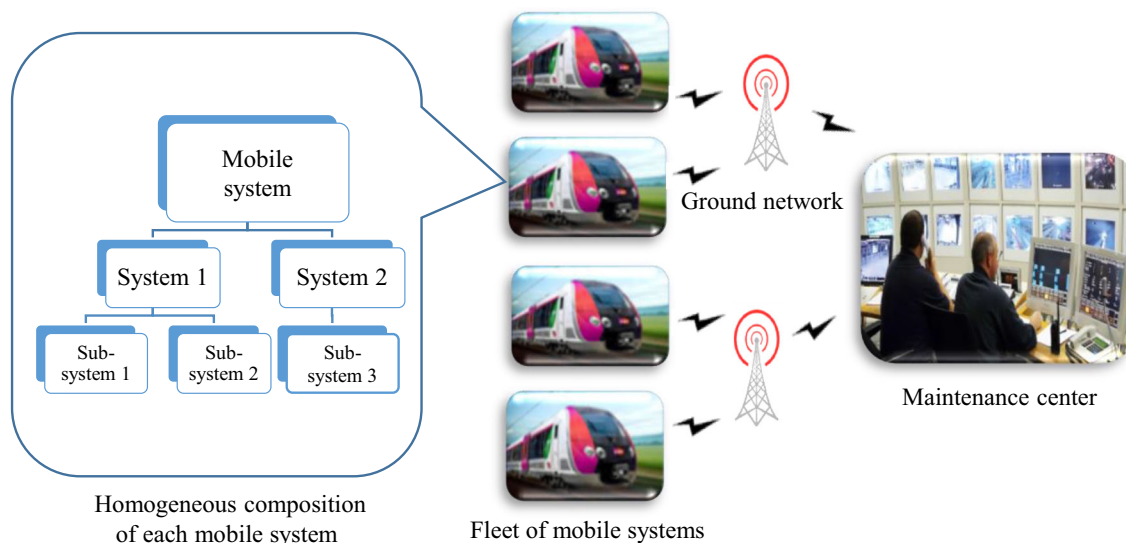 Mobile
system
System 1
System 2
Sub-
system 1
Sub-
system 2
Sub-
system 3
Homogeneous composition
of each mobile system
Fleet of mobile systems
Ground network
Maintenance center